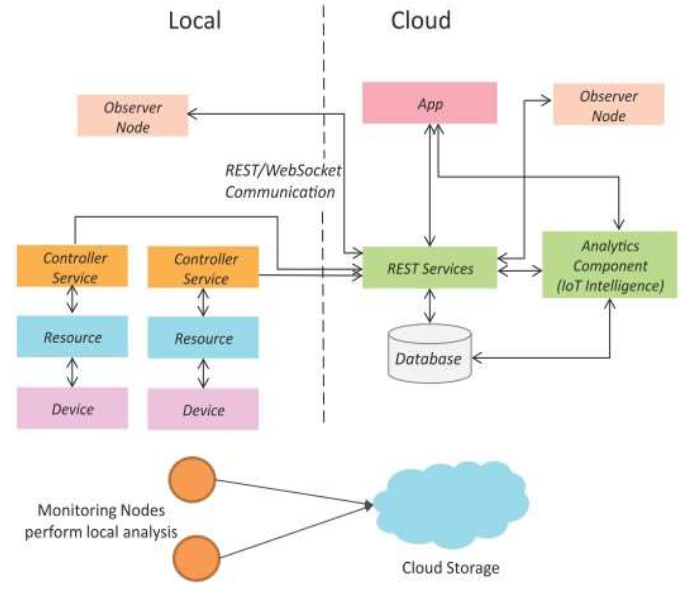 Local
Cloud
Observer
Node
App
Observer
Node
REST/WebSocket
Communication
Controller
Service
Controller
Service
REST Services
Analytics
Component
(IoT Intelligence)
Resource
Resource
Database
Device
Device
Monitoring Nodes
perform local analysis
Cloud Storage